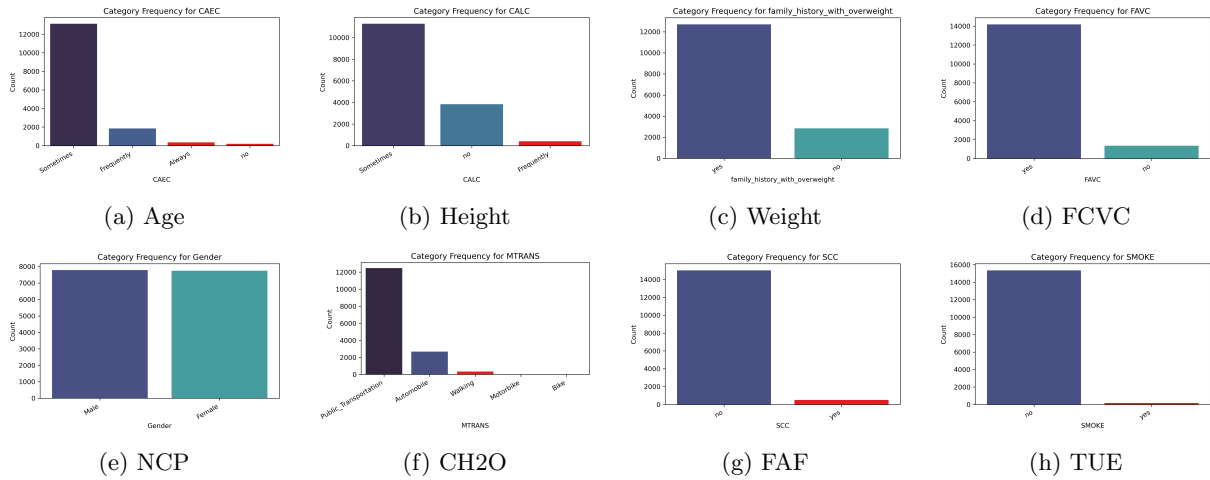 Category Frequency for CAEC
Count
12000
10000
8000
6000
4000
2000
0
Sometimes
Frequently
Always
no
CAEC
(a) Age
Category Frequency for CALC
Count
10000
8000
6000
4000
2000
0
Sometimes
no
Frequently
CALC
(b) Height
Category Frequency for family_history_with_overweight
Count
12000
10000
8000
6000
4000
2000
0
yes
no
family_history_with_overweight
(c) Weight
Category Frequency for FAVC
Count
14000
12000
10000
8000
6000
4000
2000
0
yes
no
FAVC
(d) FCVC
Category Frequency for Gender
Count
8000
7000
6000
5000
4000
3000
2000
1000
0
Male
Female
Gender
(e) NCP
Category Frequency for MTRANS
Count
12000
10000
8000
6000
4000
2000
0
Public_Transportation
Automobile
Walking
Motorbike
Bike
MTRANS
(f) CH2O
Category Frequency for SCC
Count
14000
12000
10000
8000
6000
4000
2000
0
no
yes
SCC
(g) FAF
Category Frequency for SMOKE
Count
16000
14000
12000
10000
8000
6000
4000
2000
0
no
yes
SMOKE
(h) TUE